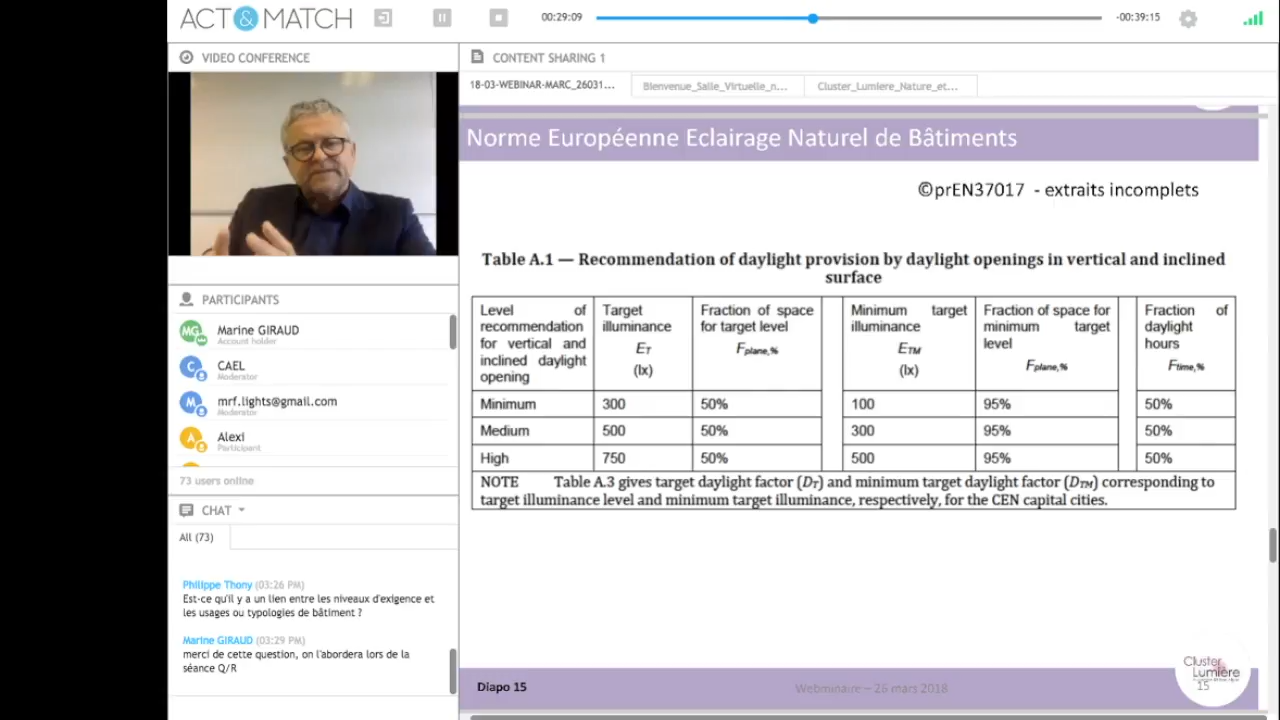 ACT & MATCH
00:29:09
-00:39:15
VIDEO CONFERENCE
CONTENT SHARING 1
18-03-WEBINAR-MARC_26031...
Bienvenue_Salle_Virtuelle_n...
Cluster_Lumiere_Nature_et...
PARTICIPANTS
MG
Marine GIRAUD
Account holder
C
CAEL
Moderator
M
mrf.lights@gmail.com
Moderator
A
Alexi
Participant
73 users online
CHAT
All (73)
Philippe Thony (03:26 PM)
Est-ce qu'il y a un lien entre les niveaux d'exigence et
les usages ou typologies de bâtiment ?
Marine GIRAUD (03:29 PM)
merci de cette question, on l'abordera lors de la
séance Q/R
Norme Européenne Eclairage Naturel de Bâtiments
©prEN37017 - extraits incomplets
Table A.1 — Recommendation of daylight provision by daylight openings in vertical and inclined
surface
Level of
recommendation
for vertical and
inclined daylight
opening
Target
illuminance
ET
(lx)
Fraction of space
for target level
Fplane,%
Minimum target
illuminance
ETM
(lx)
Fraction of space for
minimum target
level
Fplane,%
Fraction of
daylight
hours
Ftime,%
Minimum 300 50% 100 95% 50%
Medium 500 50% 300 95% 50%
High 750 50% 500 95% 50%
NOTE Table A.3 gives target daylight factor (DT) and minimum target daylight factor (DTM) corresponding to
target illuminance level and minimum target illuminance, respectively, for the CEN capital cities.
Diapo 15
Webminaire – 26 mars 2018
Cluster
Lumière
15